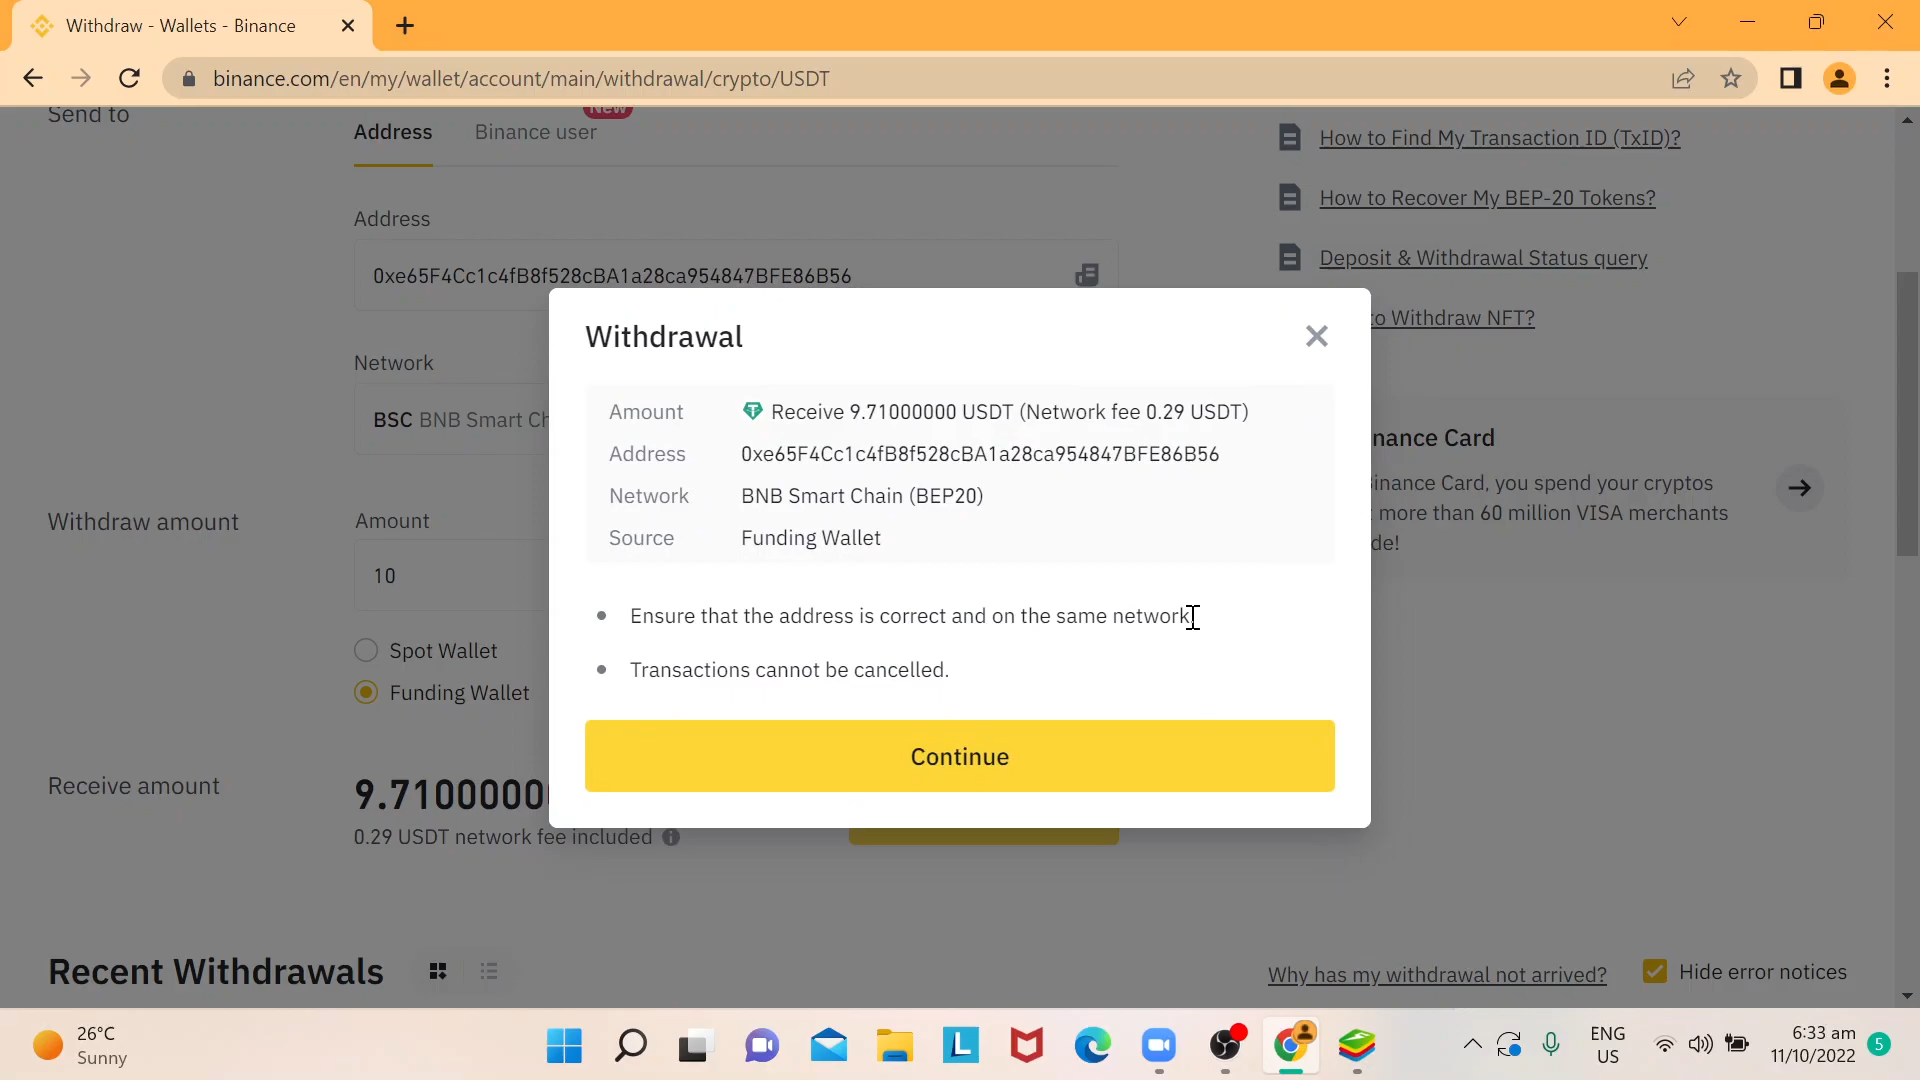 Withdraw - Wallets - Binance
binance.com/en/my/wallet/account/main/withdrawal/crypto/USDT
Send to
Address
Binance user
New
How to Find My Transaction ID (TxID)?
How to Recover My BEP-20 Tokens?
Address
0xe65F4Cc1c4fB8f528cBA1a28ca954847BFE86B56
Deposit & Withdrawal Status query
to Withdraw NFT?
Network
BSC BNB Smart Ch
Withdrawal
Amount Receive 9.71000000 USDT (Network fee 0.29 USDT)
Address 0xe65F4Cc1c4fB8f528cBA1a28ca954847BFE86B56
Network BNB Smart Chain (BEP20)
Source Funding Wallet
Ensure that the address is correct and on the same network.
Transactions cannot be cancelled.
Continue
nance Card
Binance Card, you spend your cryptos
more than 60 million VISA merchants
de!
Withdraw amount
Amount
10
Spot Wallet
Funding Wallet
Receive amount
9.7100000
0.29 USDT network fee included
Recent Withdrawals
Why has my withdrawal not arrived?
Hide error notices
26°C
Sunny
L
ENG
US
6:33 am
11/10/2022
5